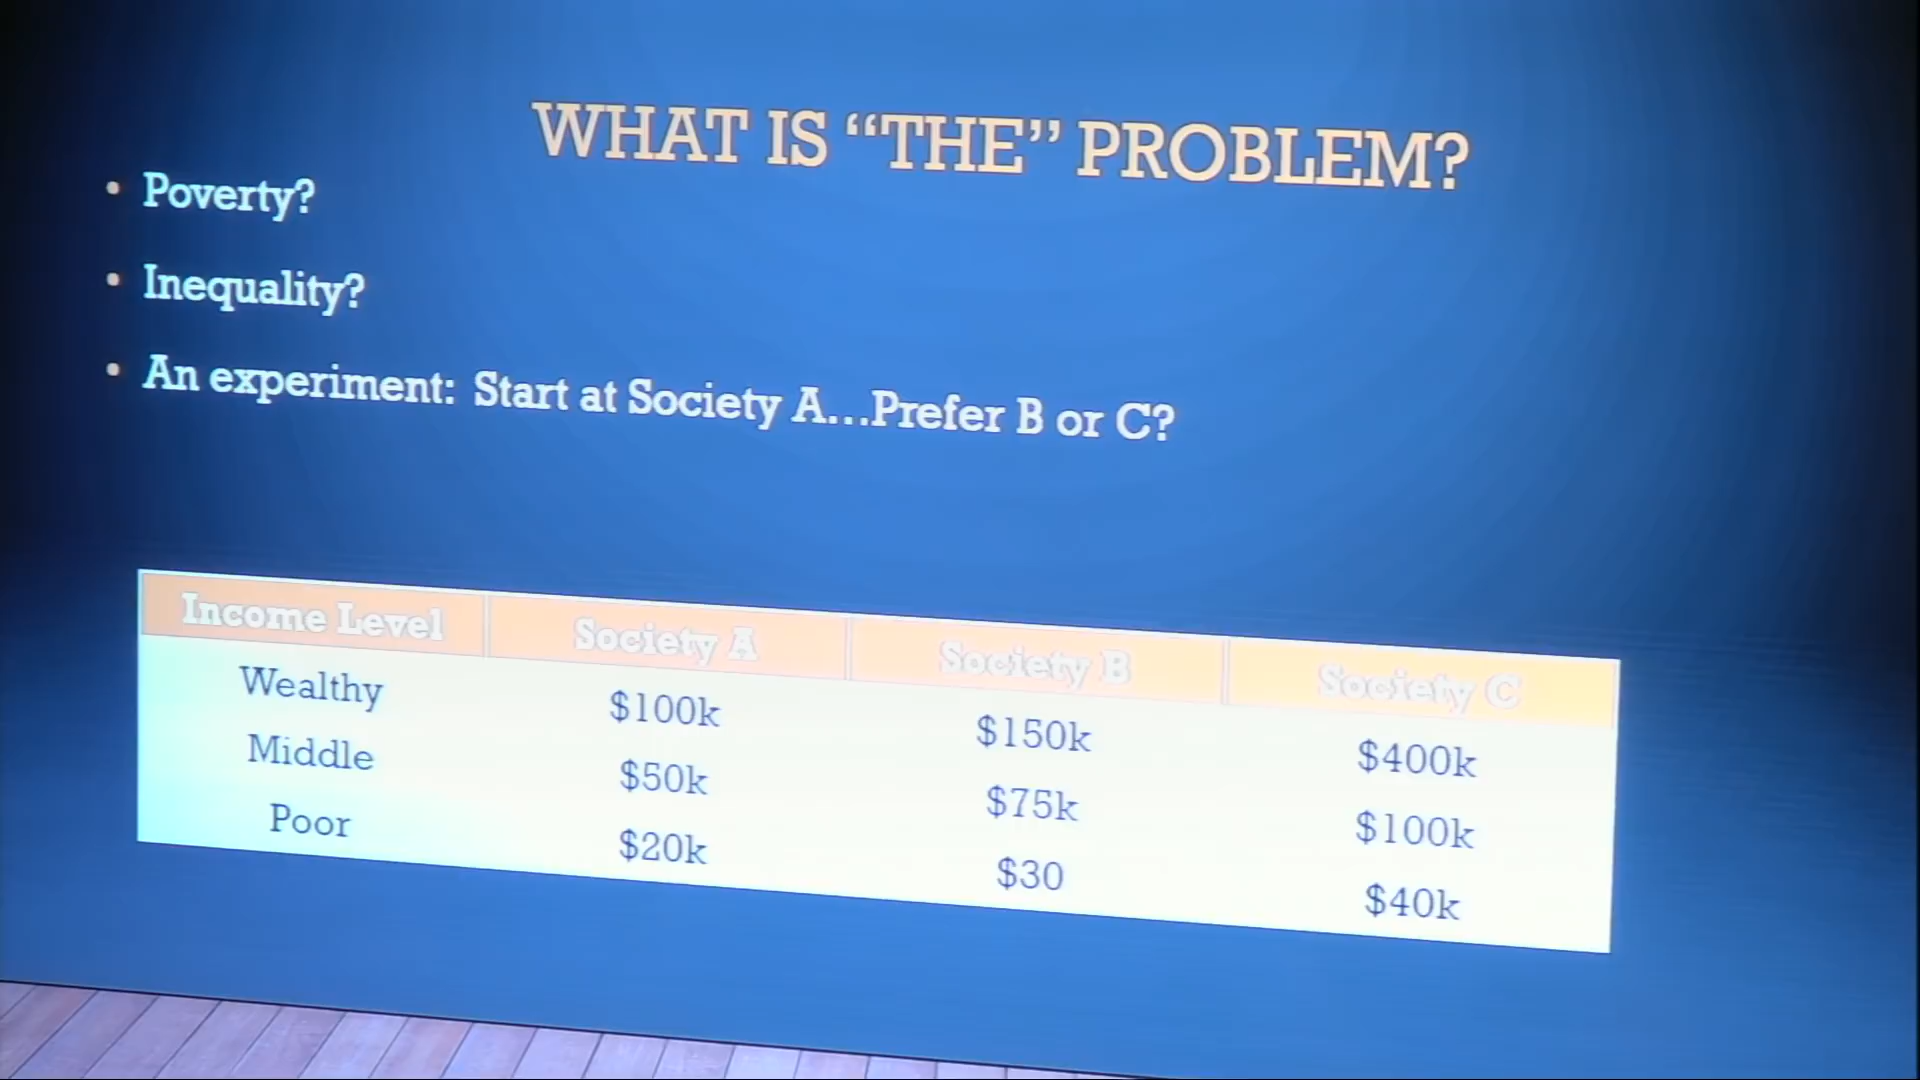 WHAT IS “THE” PROBLEM?
• Poverty?
• Inequality?
• An experiment: Start at Society A...Prefer B or C?
Income Level Society A Society B Society C
Wealthy $100k $150k $400k
Middle $50k $75k $100k
Poor $20k $30 $40k